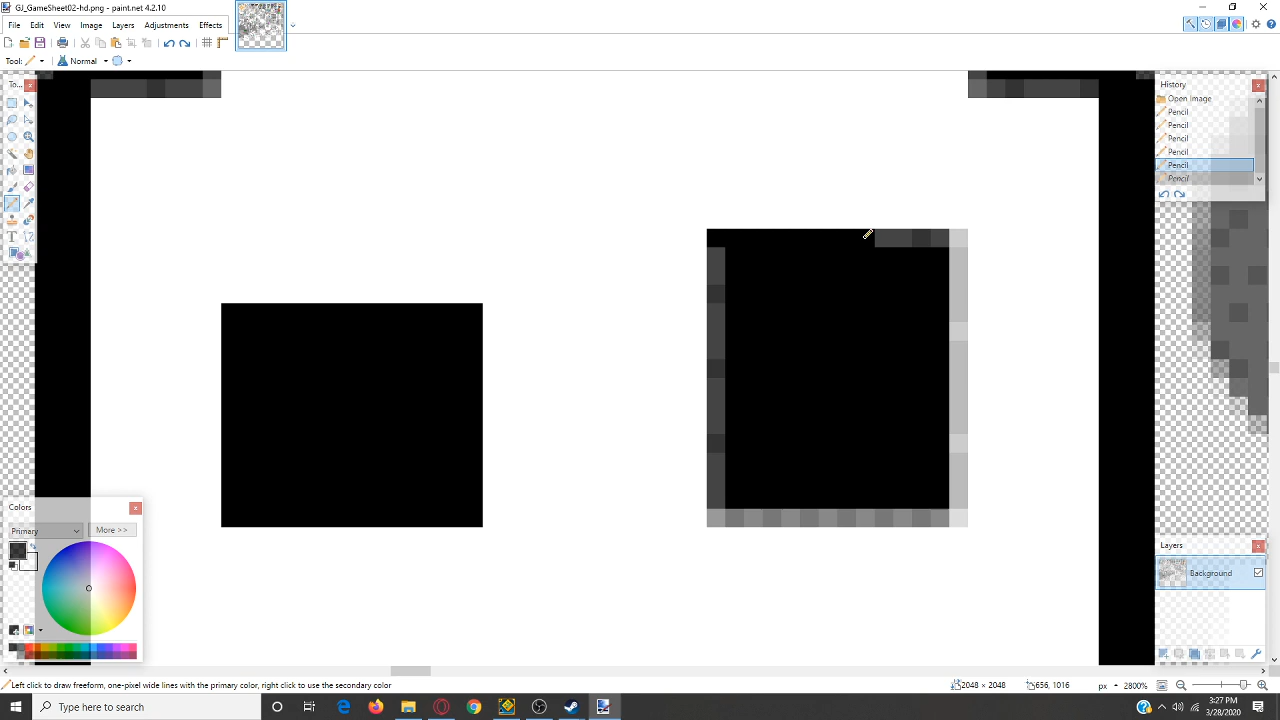 GJ_GameSheet02-hd.png - paint.net 4.2.10
File Edit View Image Layers Adjustments Effects
Tool: Normal
To...
History
Open Image
Pencil
Pencil
Pencil
Pencil
Pencil
Pencil
Colors
Primary More >>
Layers
Background
Left click to draw freeform, one-pixel wide lines with the primary color, right click to use the secondary color
2048 × 2048 656, 1016 px 2800%
Type here to search
3:27 PM
3/28/2020